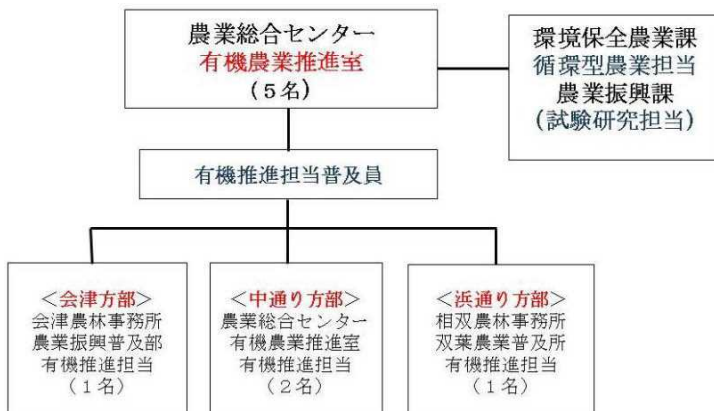 農業総合センター
有機農業推進室
(5名)
環境保全農業課
循環型農業担当
農業振興課
(試験研究担当)
有機推進担当普及員
<会津方部>
会津農林事務所
農業振興普及部
有機推進担当
(1名)
<中通り方部>
農業総合センター
有機農業推進室
有機推進担当
(2名)
<浜通り方部>
相双農林事務所
双葉農業普及所
有機推進担当
(1名)